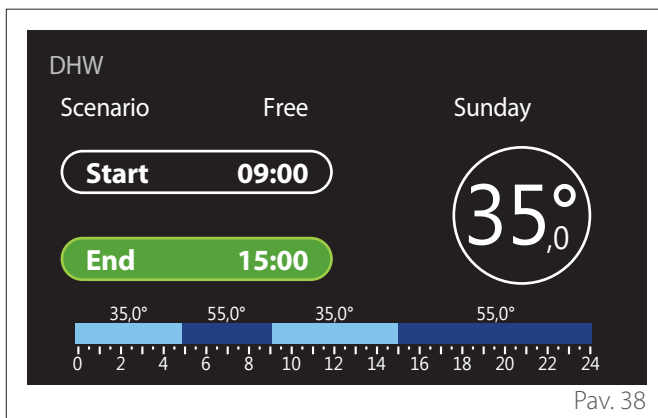 DHW
Scenario Free Sunday
Start 09:00
35,0°
End 15:00
35,0° 55,0° 35,0° 55,0°
0 2 4 6 8 10 12 14 16 18 20 22 24
Pav. 38